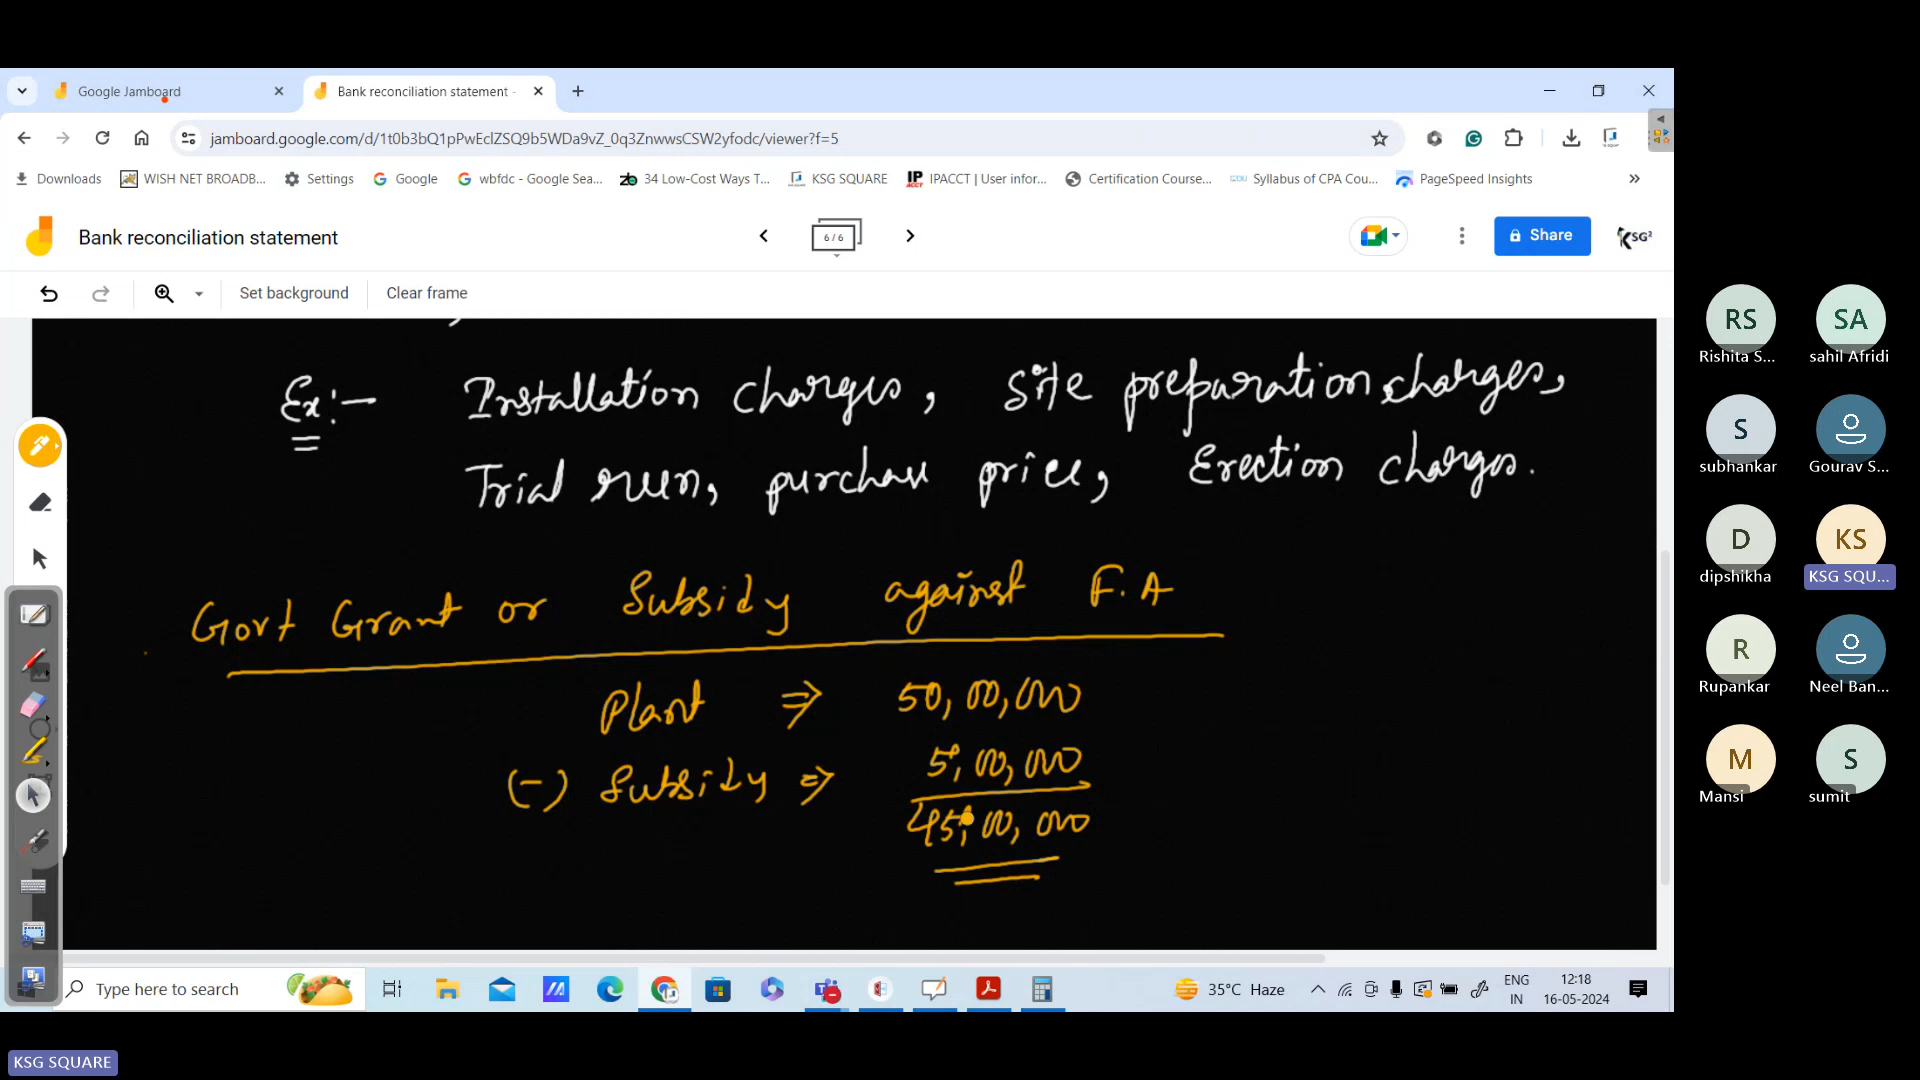 Google Jamboard
Bank reconciliation statement -
jamboard.google.com/d/1t0b3bQ1pPwEclZSQ9b5WDa9vZ_0q3ZnwwsCSW2yfodc/viewer?f=5
Downloads WISH NET BROADB... Settings Google wbfdc - Google Sea... 34 Low-Cost Ways T... KSG SQUARE IPACCT | User infor... Certification Course... Syllabus of CPA Cou... PageSpeed Insights
Bank reconciliation statement 6 / 6 Share KSG²
Set background Clear frame
Ex:- Installation charges, Site preparation charges,
Trial run, purchase price, Erection charges.
Govt Grant or Subsidy against F.A
Plant ⇒ 50,00,000
(-) Subsidy ⇒ 5,00,000
45,00,000
RS SA
Rishita S... sahil Afridi
S
subhankar Gourav S...
D KS
dipshikha KSG SQU...
R
Rupankar Neel Ban...
M S
Mansi sumit
Type here to search 35°C Haze ENG IN 12:18 16-05-2024
KSG SQUARE